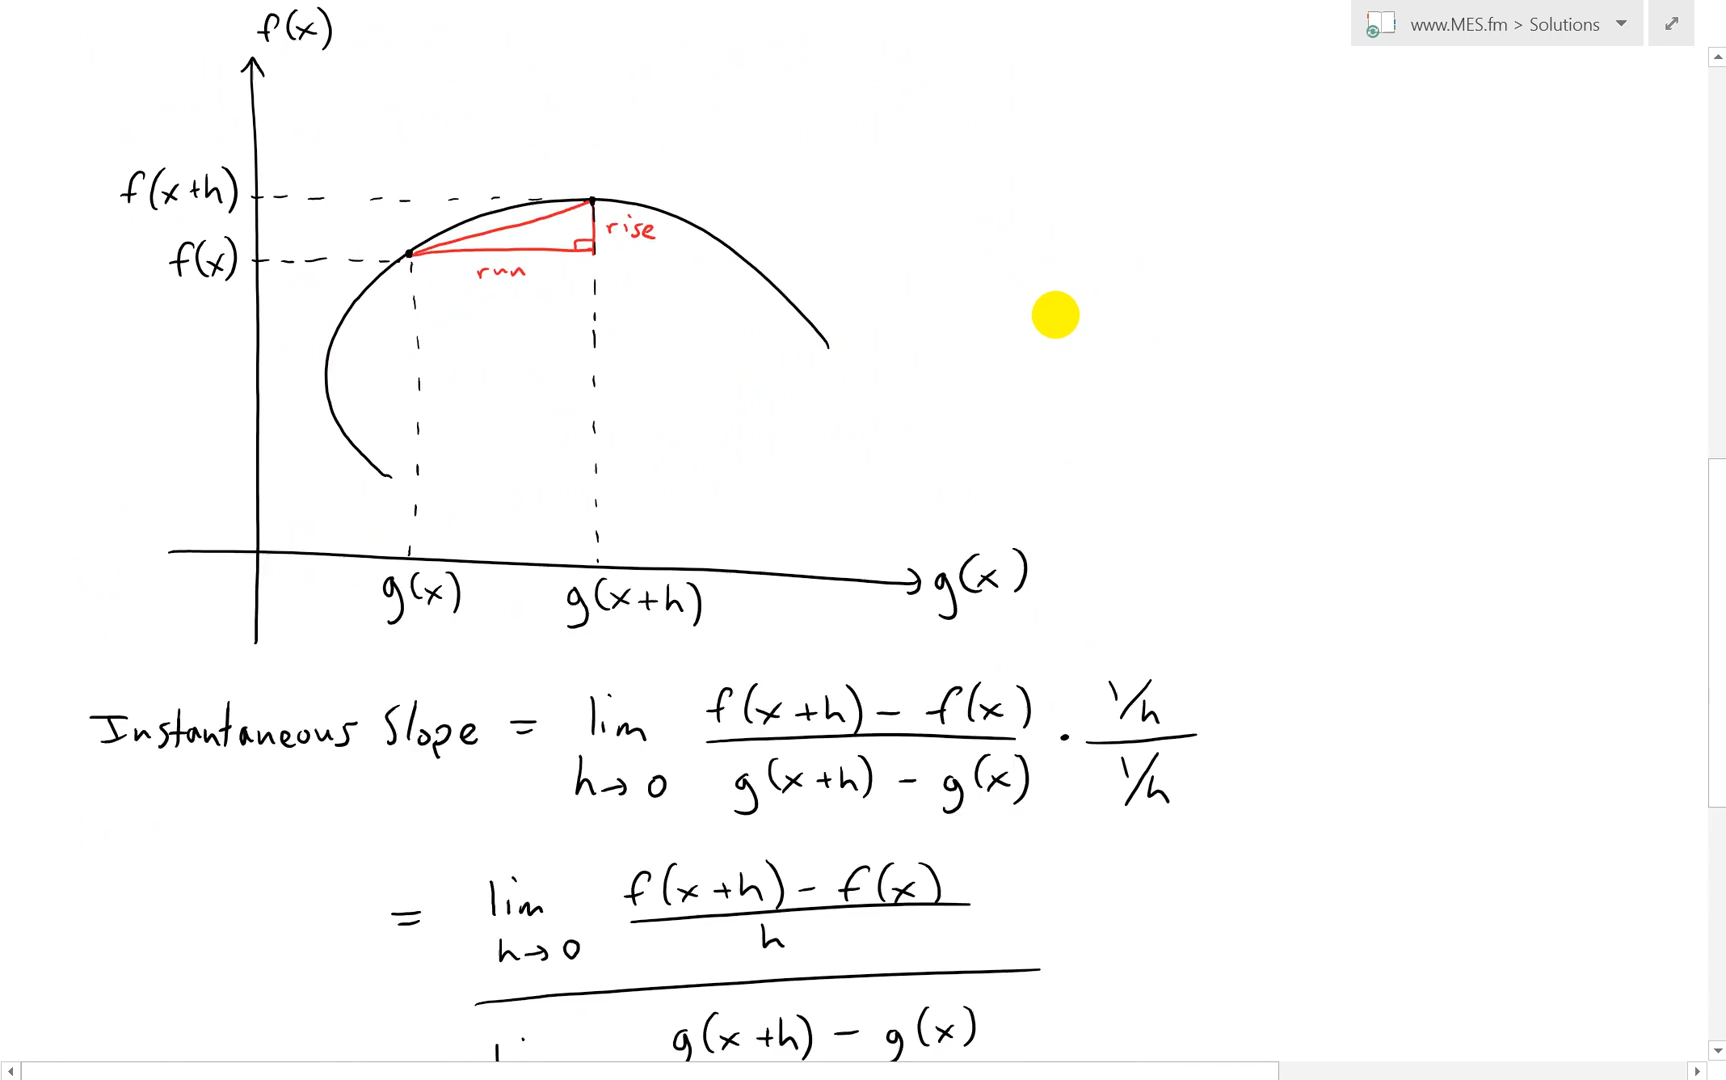 www.MES.fm > Solutions
f(x)
f(x+h)
rise
f(x)
run
g(x)
g(x)
g(x+h)
Instantaneous Slope = lim h→0 f(x+h) - f(x) / g(x+h) - g(x) · 1/h / 1/h
= lim h→0 f(x+h) - f(x) / h
g(x+h) - g(x)